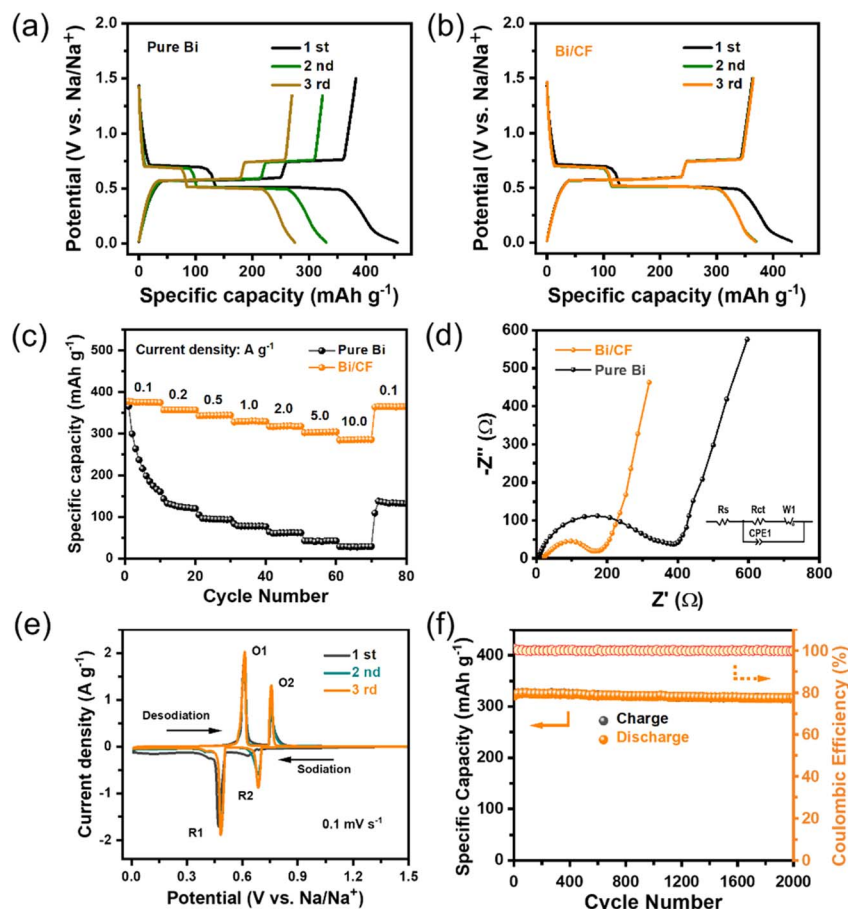 (a)
Pure Bi
1 st
2 nd
3 rd
Potential (V vs. Na/Na⁺)
2.0
1.5
1.0
0.5
0.0
0 100 200 300 400
Specific capacity (mAh g⁻¹)
(b)
Bi/CF
1 st
2 nd
3 rd
Potential (V vs. Na/Na⁺)
2.0
1.5
1.0
0.5
0.0
0 100 200 300 400
Specific capacity (mAh g⁻¹)
(c)
Current density: A g⁻¹
Pure Bi
Bi/CF
0.1 0.2 0.5 1.0 2.0 5.0 10.0 0.1
Specific capacity (mAh g⁻¹)
500
400
300
200
100
0
0 20 40 60 80
Cycle Number
(d)
Bi/CF
Pure Bi
-Z" (Ω)
600
500
400
300
200
100
0
Rs Rct W1
CPE1
0 200 400 600 800
Z' (Ω)
(e)
1 st
2 nd
3 rd
O1
O2
Desodiation
Sodiation
R1
R2
0.1 mV s⁻¹
Current density (A g⁻¹)
2
1
0
-1
-2
0.0 0.3 0.6 0.9 1.2 1.5
Potential (V vs. Na/Na⁺)
(f)
Charge
Discharge
Specific Capacity (mAh g⁻¹)
400
300
200
100
0
Coulombic Efficiency (%)
100
80
60
40
20
0
0 400 800 1200 1600 2000
Cycle Number